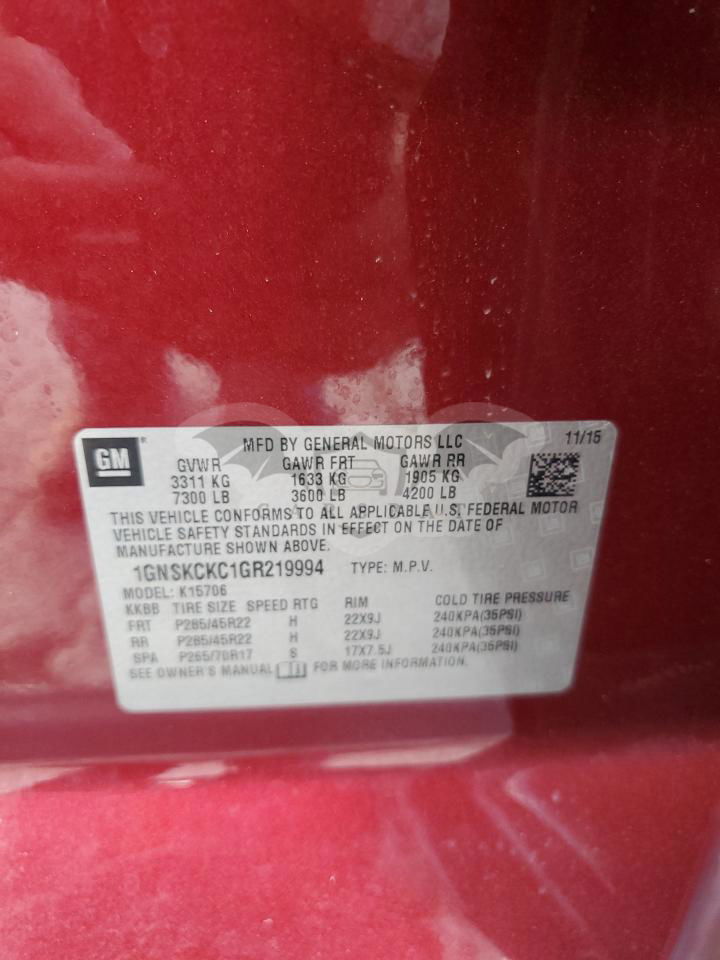 GM
MFD BY GENERAL MOTORS LLC 11/15
GVWR GAWR FRT GAWR RR
3311 KG 1633 KG 1905 KG
7300 LB 3600 LB 4200 LB
THIS VEHICLE CONFORMS TO ALL APPLICABLE U.S. FEDERAL MOTOR
VEHICLE SAFETY STANDARDS IN EFFECT ON THE DATE OF
MANUFACTURE SHOWN ABOVE.
1GNSKCKC1GR219994 TYPE: M.P.V.
MODEL: K15706
KKBB TIRE SIZE SPEED RTG RIM COLD TIRE PRESSURE
FRT P285/45R22 H 22X9J 240KPA(35PSI)
RR P285/45R22 H 22X9J 240KPA(35PSI)
SPA P265/70R17 S 17X7.5J 240KPA(35PSI)
SEE OWNER'S MANUAL FOR MORE INFORMATION.